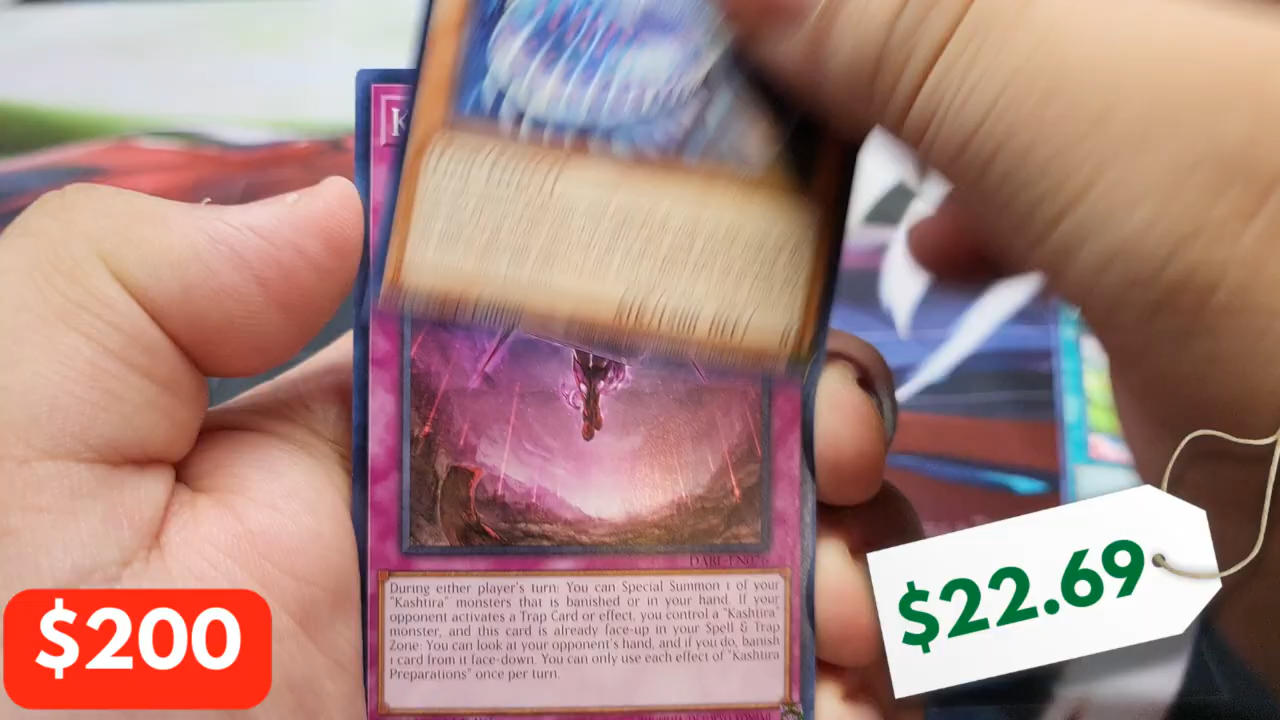 K
During either player's turn: You can Special Summon 1 of your
"Kashtira" monsters that is banished or in your hand. If your
opponent activates a Trap Card or effect, you control a "Kashtira"
monster, and this card is already face-up in your Spell & Trap
Zone: You can look at your opponent's hand, and if you do, banish
1 card from it face-down. You can only use each effect of "Kashtira
Preparations" once per turn.
$22.69
$200